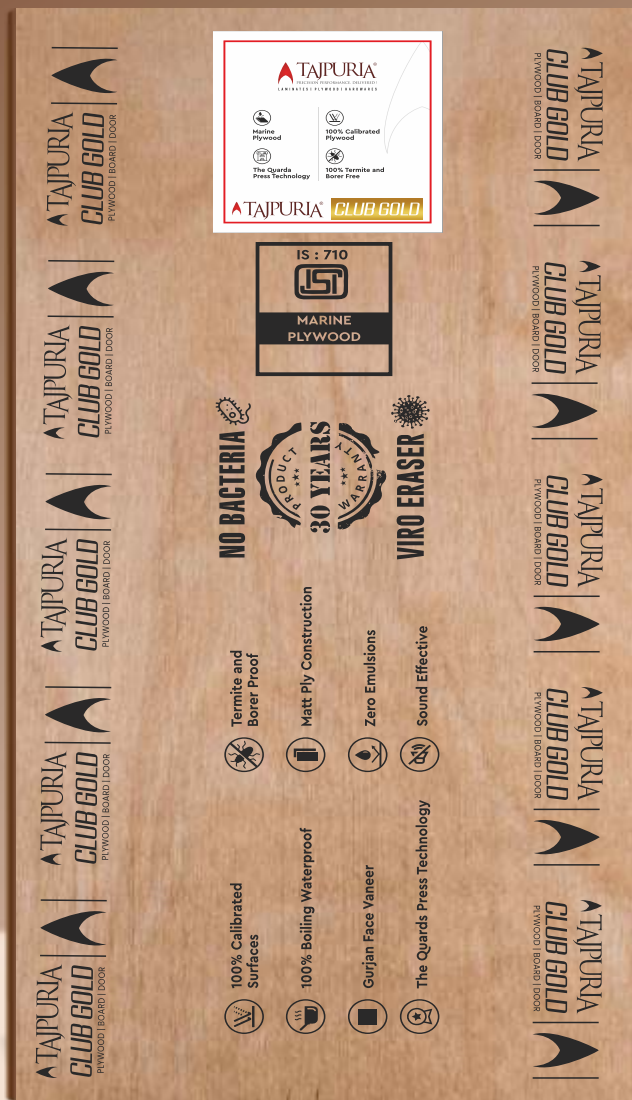 TAJPURIA®
PRECISION PERFORMANCE. DELIVERED!
LAMINATES | PLYWOOD | HARDWARES
Marine
Plywood
100% Calibrated
Plywood
The Quarda
Press Technology
100% Termite and
Borer Free
TAJPURIA®
CLUB GOLD
IS : 710
ISI
MARINE
PLYWOOD
NO BACTERIA
PRODUCT
30 YEARS
WARRANTY
VIRO ERASER
Termite and
Borer Proof
Matt Ply Construction
Zero Emulsions
Sound Effective
100% Calibrated
Surfaces
100% Boiling Waterproof
Gurjan Face Vaneer
The Quards Press Technology
TAJPURIA
CLUB GOLD
PLYWOOD | BOARD | DOOR
TAJPURIA
CLUB GOLD
PLYWOOD | BOARD | DOOR
TAJPURIA
CLUB GOLD
PLYWOOD | BOARD | DOOR
TAJPURIA
CLUB GOLD
PLYWOOD | BOARD | DOOR
TAJPURIA
CLUB GOLD
PLYWOOD | BOARD | DOOR
TAJPURIA
CLUB GOLD
PLYWOOD | BOARD | DOOR
TAJPURIA
CLUB GOLD
PLYWOOD | BOARD | DOOR
TAJPURIA
CLUB GOLD
PLYWOOD | BOARD | DOOR
TAJPURIA
CLUB GOLD
PLYWOOD | BOARD | DOOR
TAJPURIA
CLUB GOLD
PLYWOOD | BOARD | DOOR